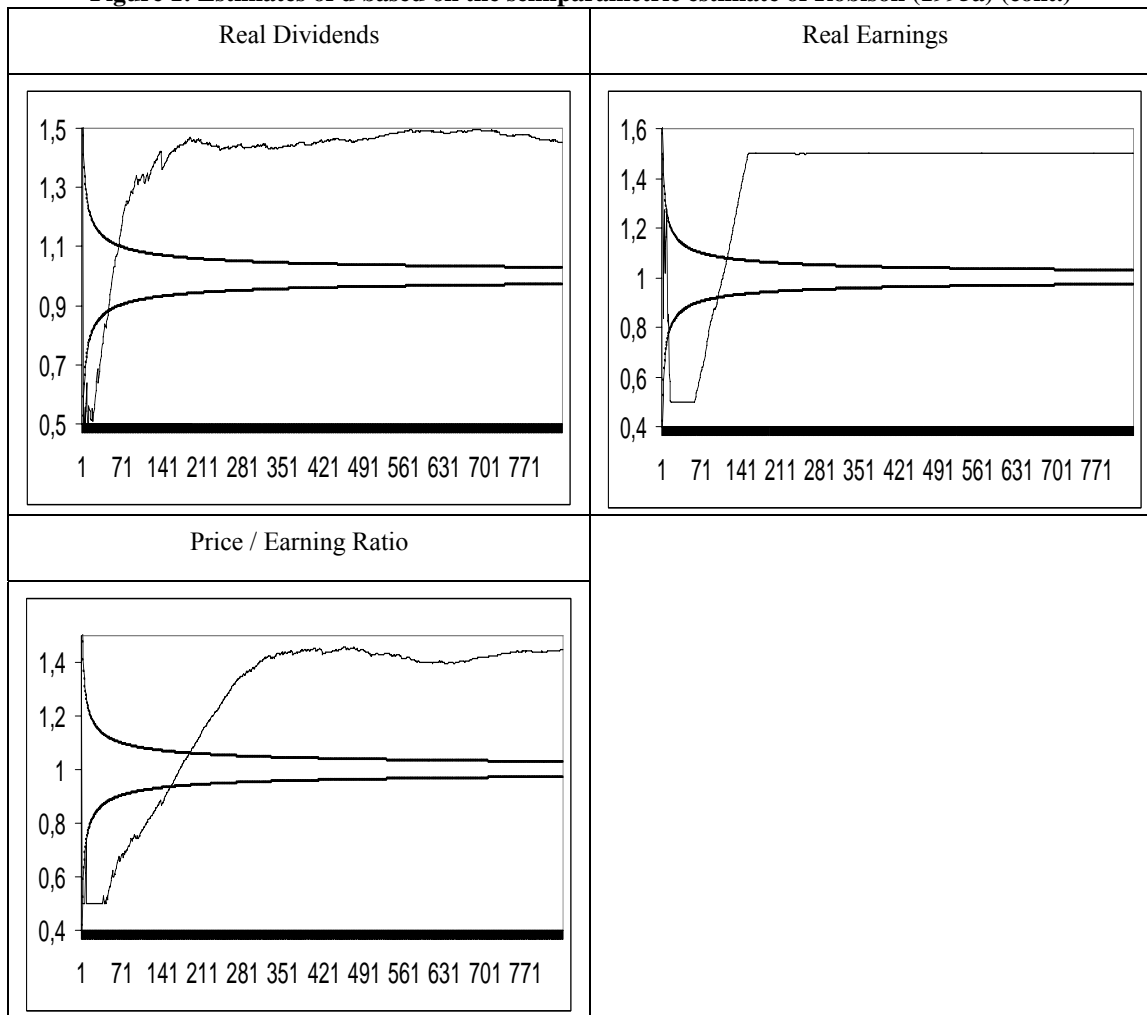 Estimates of d based on the semiparametric estimate of (cont.)
Real Dividends
Real Earnings
1,5
1,3
1,1
0,9
0,7
0,5
1 71 141 211 281 351 421 491 561 631 701 771
1,6
1,4
1,2
1
0,8
0,6
0,4
1 71 141 211 281 351 421 491 561 631 701 771
Price / Earning Ratio
1,4
1,2
1
0,8
0,6
0,4
1 71 141 211 281 351 421 491 561 631 701 771